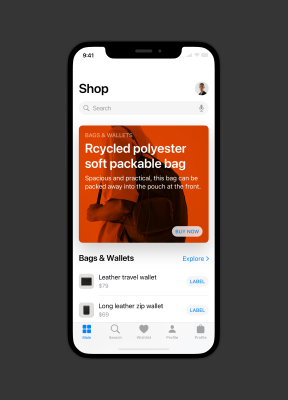 9:41
Shop
Search
BAGS & WALLETS
Rcycled polyester
soft packable bag
Spacious and practical, this bag can be
packed away into the pouch at the front.
BUY NOW
Bags & Wallets
Explore
Leather travel wallet
$79
LABEL
Long leather zip wallet
$69
LABEL
Search
Profile
Profile